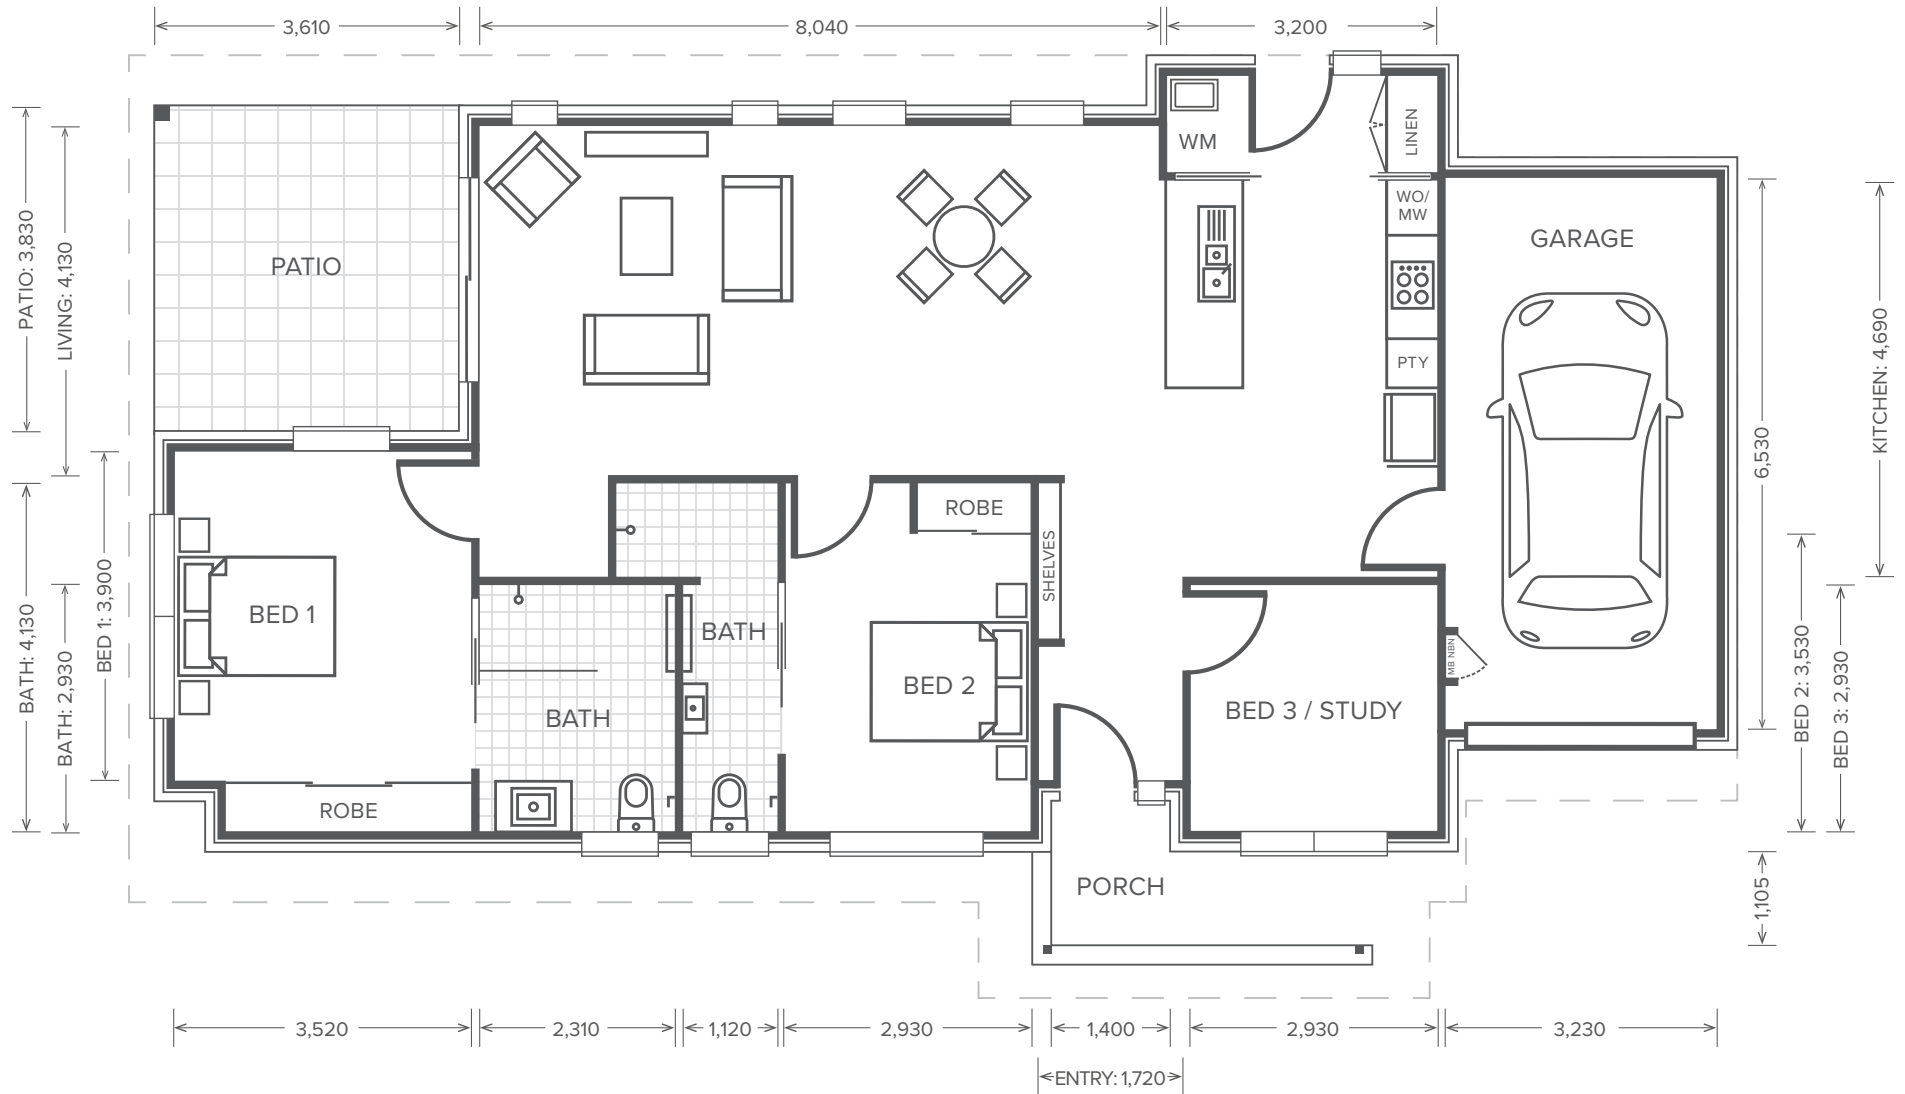 3,610
8,040
3,200
PATIO: 3,830
LIVING: 4,130
BATH: 4,130
BATH: 2,930
BED 1: 3,900
PATIO
WM
LINEN
WO/
MW
PTY
GARAGE
6,530
KITCHEN: 4,690
BED 2: 3,530
BED 3: 2,930
1,105
ROBE
SHELVES
BED 1
BATH
BATH
BED 2
BED 3 / STUDY
MB NBN
ROBE
PORCH
3,520
2,310
1,120
2,930
1,400
2,930
3,230
ENTRY: 1,720